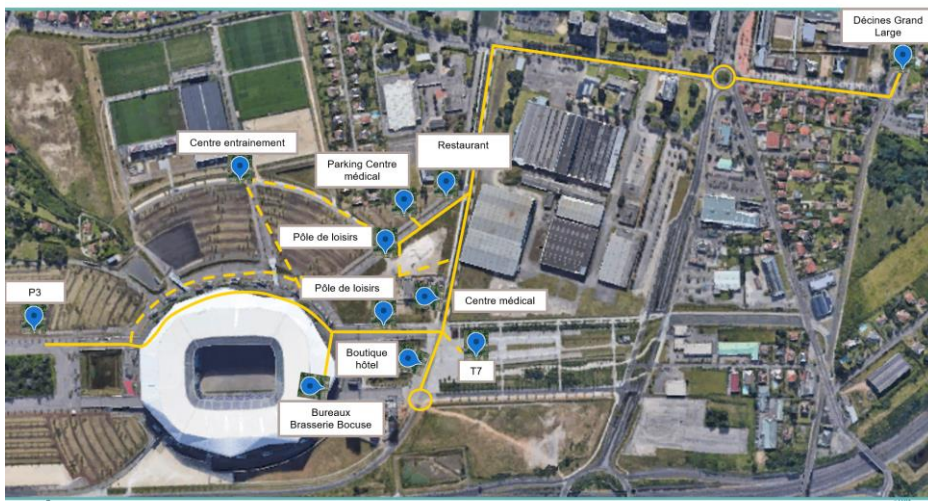 Décines Grand
Large
Centre entrainement
Parking Centre
médical
Restaurant
Pôle de loisirs
P3
Pôle de loisirs
Centre médical
Boutique
hôtel
T7
Bureaux
Brasserie Bocuse